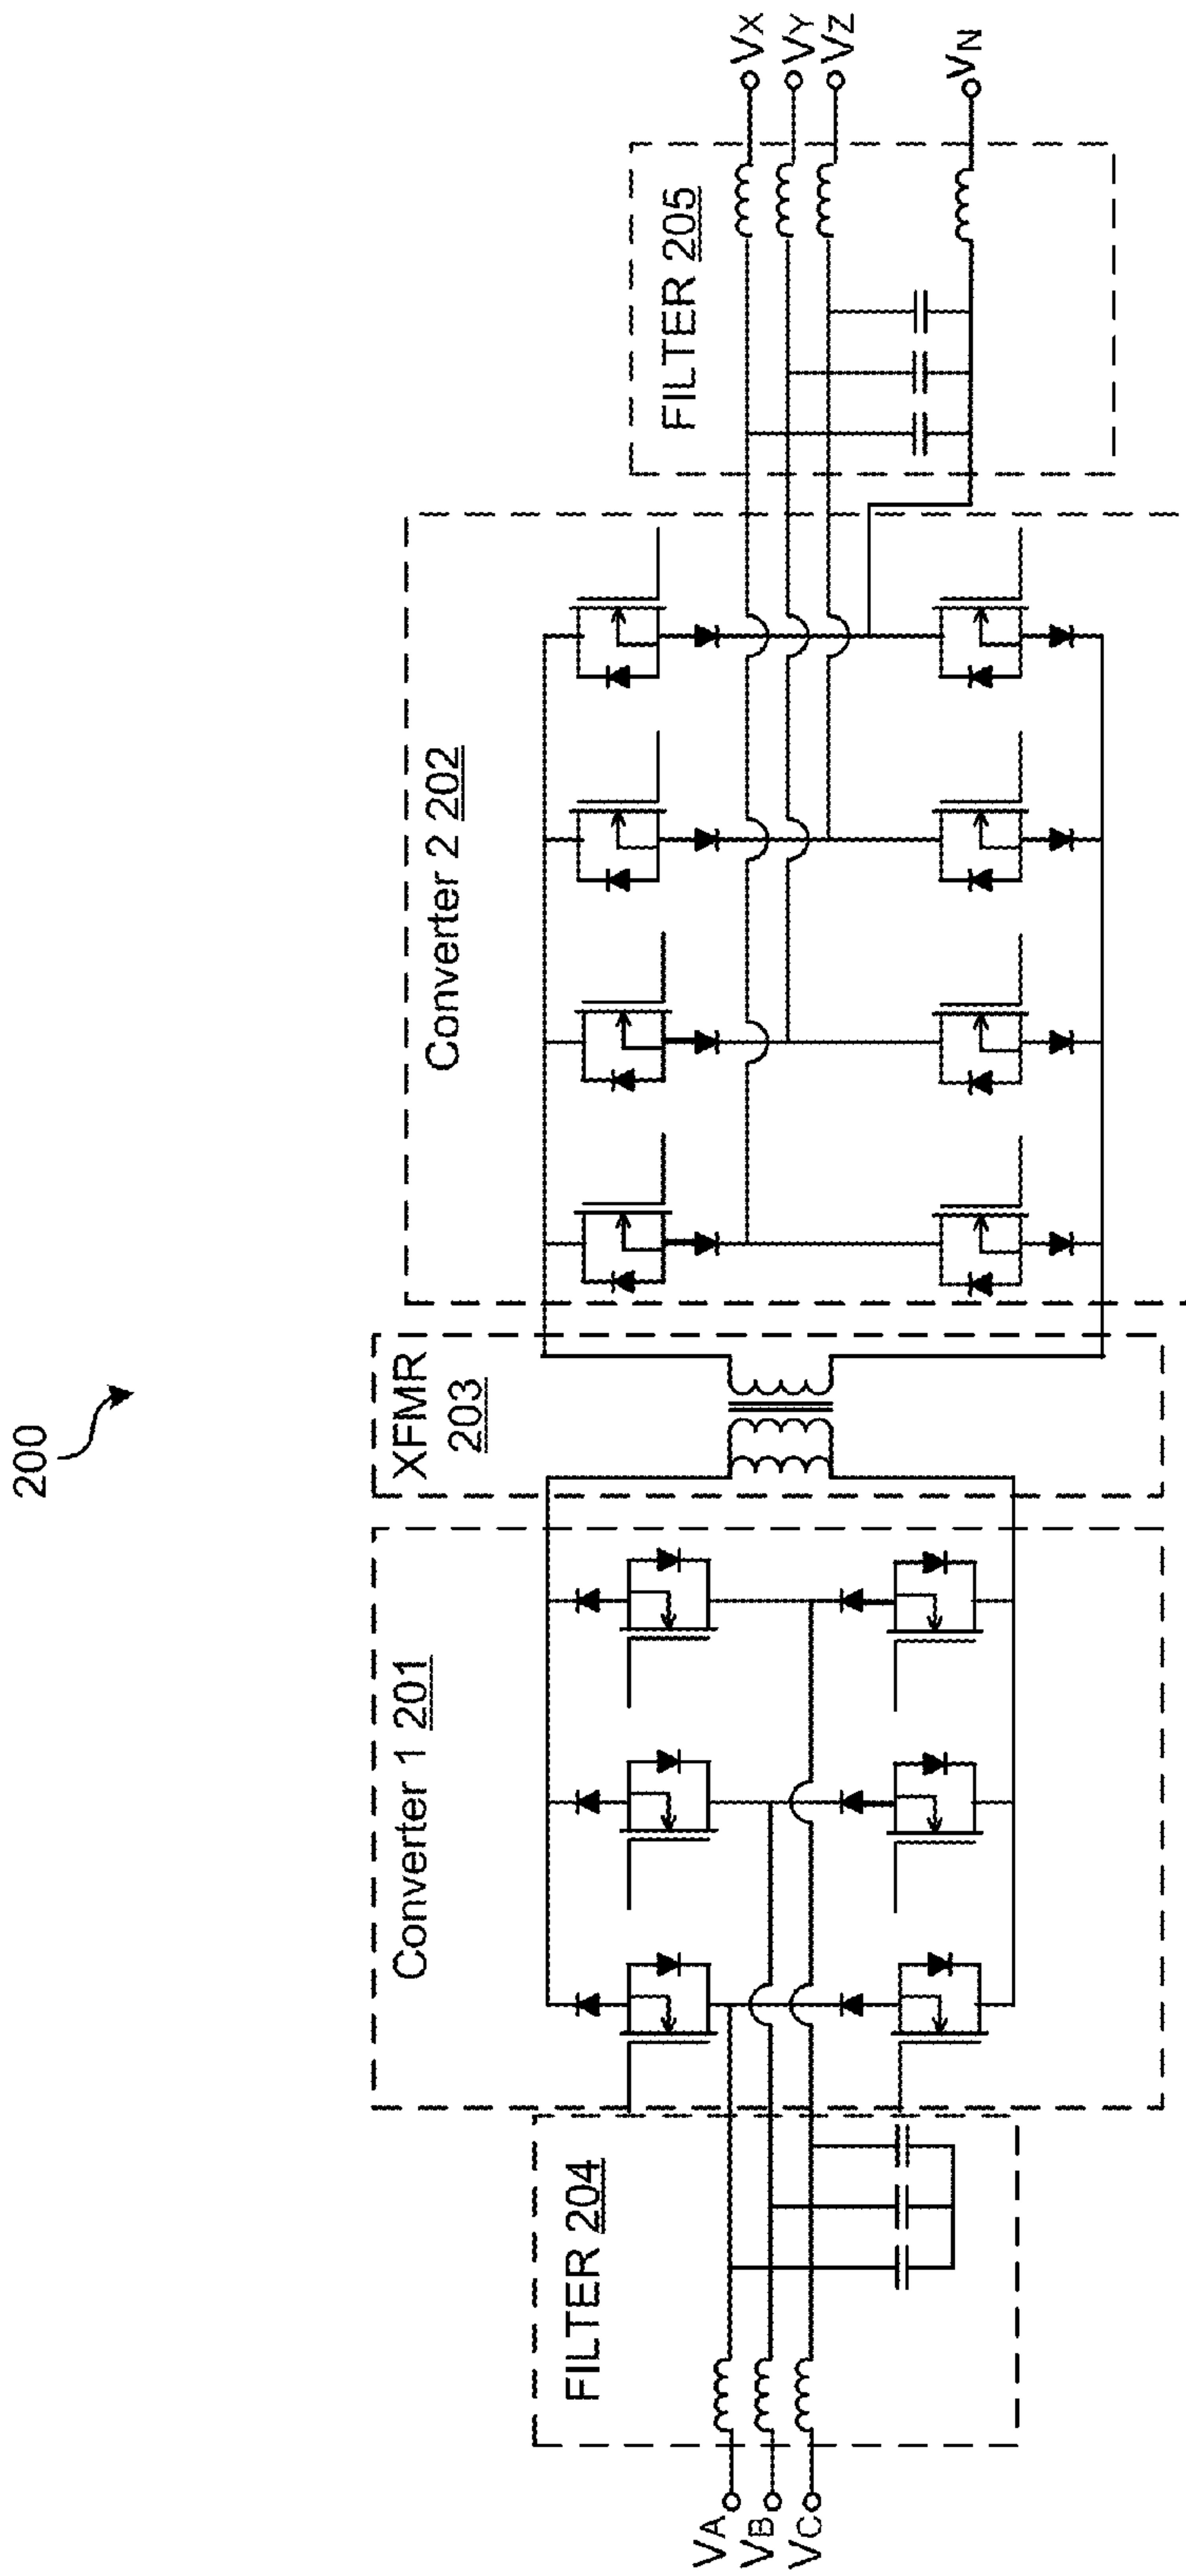 200
FILTER 204
Converter 1 201
XFMR
203
Converter 2 202
FILTER 205
VA
VB
VC
VX
VY
VZ
VN